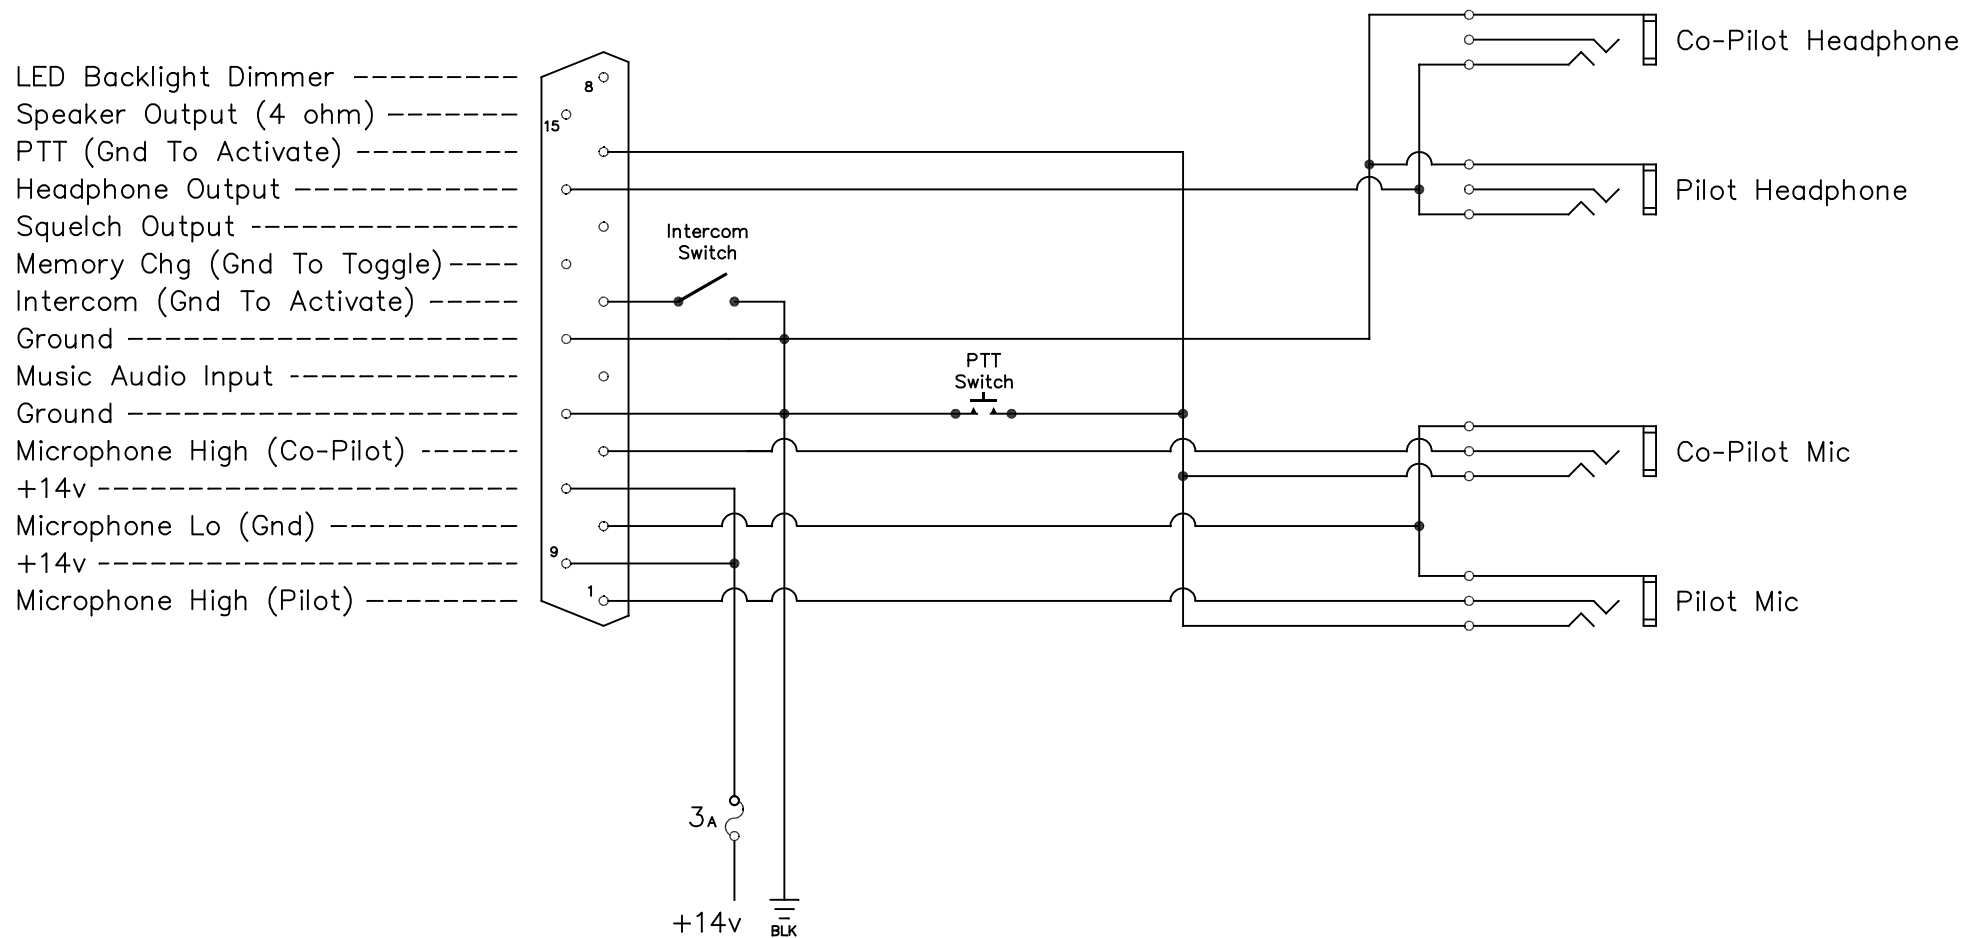 Co-Pilot Headphone
LED Backlight Dimmer
8
Speaker Output (4 ohm)
15
PTT (Gnd To Activate)
Headphone Output
Pilot Headphone
Squelch Output
Intercom
Switch
Memory Chg (Gnd To Toggle)
Intercom (Gnd To Activate)
Ground
PTT
Switch
Music Audio Input
Ground
Microphone High (Co-Pilot)
Co-Pilot Mic
+14v
Microphone Lo (Gnd)
9
+14v
1
Microphone High (Pilot)
Pilot Mic
3A
+14v
BLK